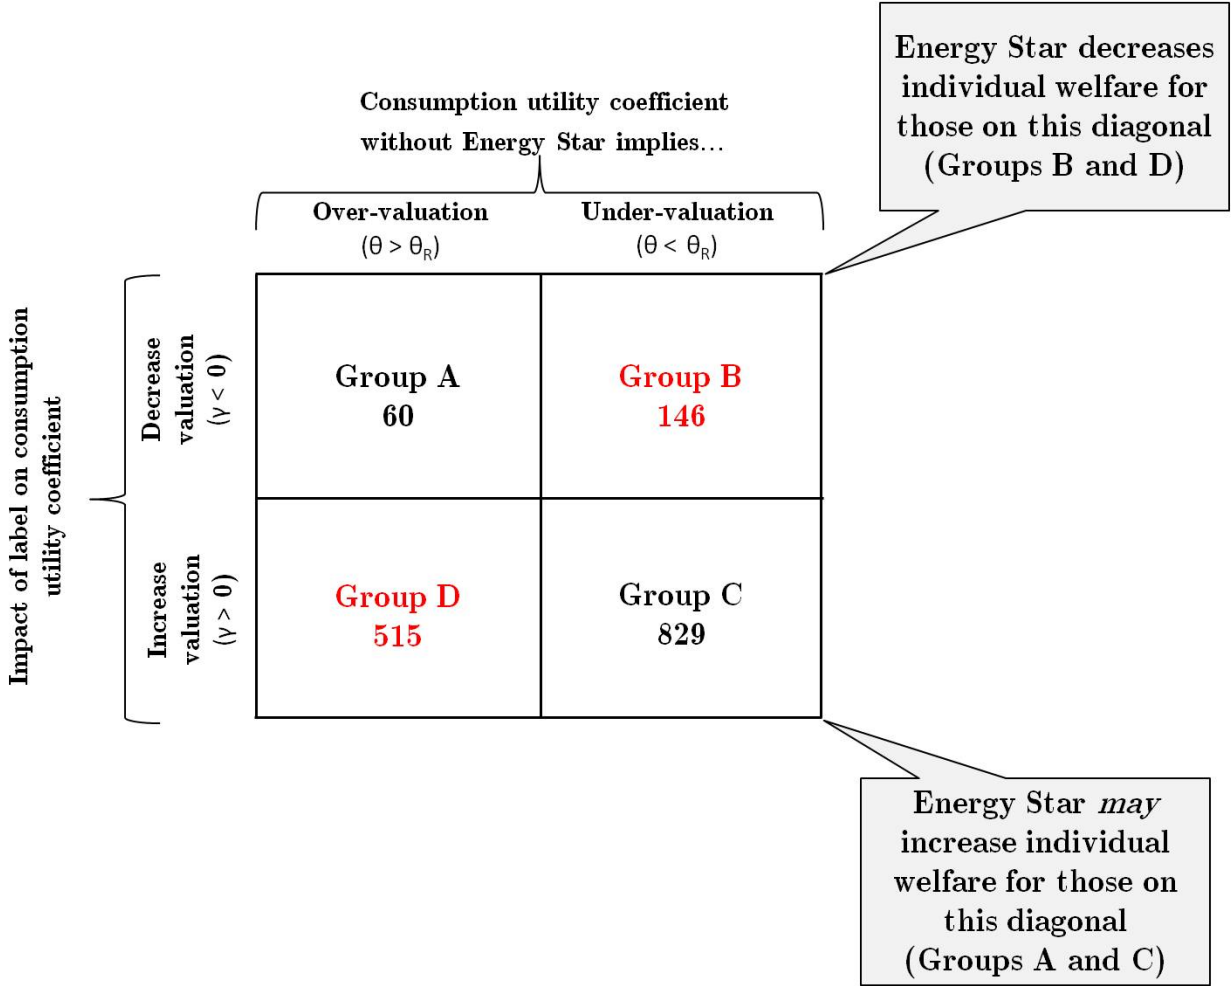 Energy Star decreases
individual welfare for
those on this diagonal
(Groups B and D)
Consumption utility coefficient
without Energy Star implies…
Over-valuation
(θ > θ_R)
Under-valuation
(θ < θ_R)
Impact of label on consumption
utility coefficient
Decrease
valuation
(γ < 0)
Group A
60
Group B
146
Increase
valuation
(γ > 0)
Group D
515
Group C
829
Energy Star may
increase individual
welfare for those on
this diagonal
(Groups A and C)